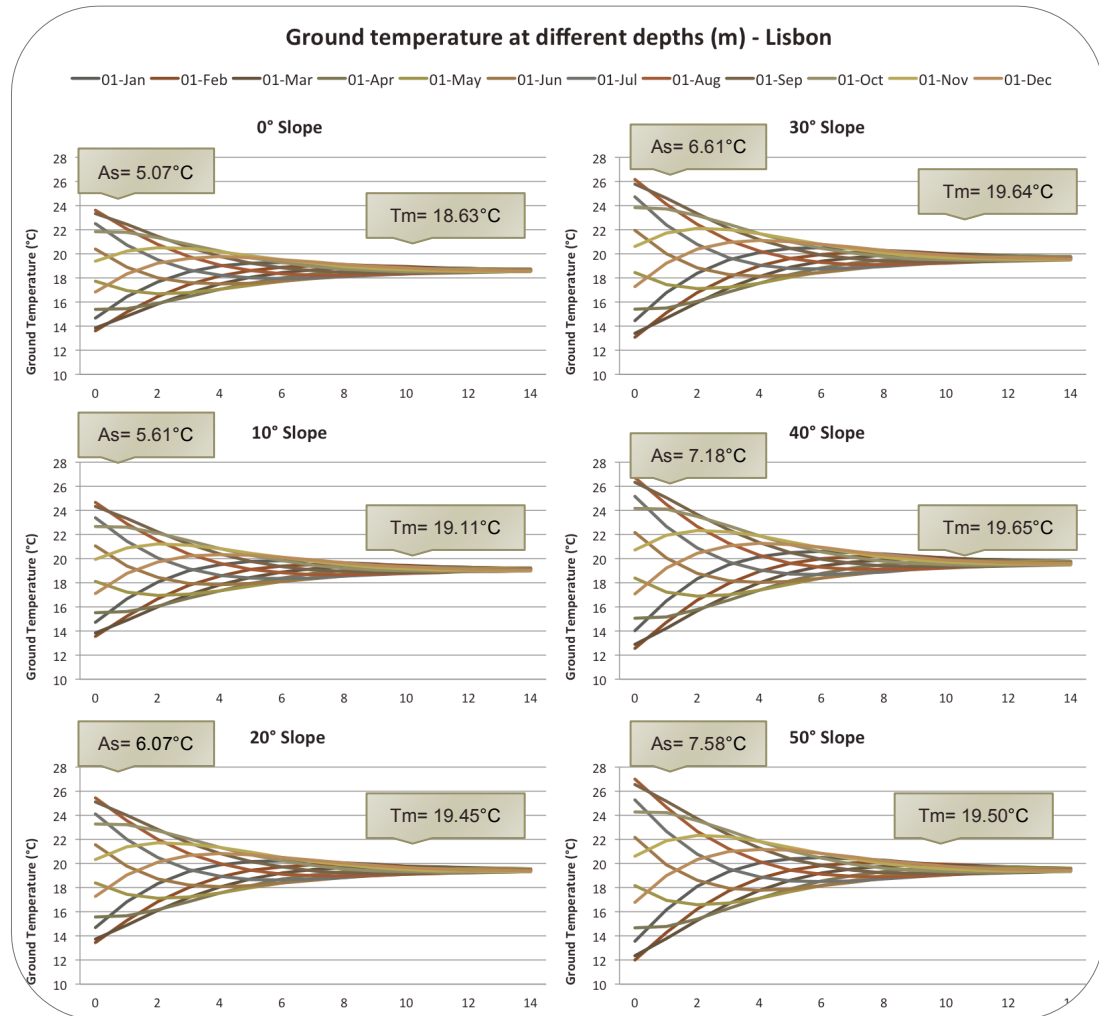 Ground temperature at different depths (m) - Lisbon
01-Jan 01-Feb 01-Mar 01-Apr 01-May 01-Jun 01-Jul 01-Aug 01-Sep 01-Oct 01-Nov 01-Dec
0° Slope
As= 5.07°C
Tm= 18.63°C
Ground Temperature (°C)
28
26
24
22
20
18
16
14
12
10
0 2 4 6 8 10 12 14
30° Slope
As= 6.61°C
Tm= 19.64°C
Ground Temperature (°C)
28
26
24
22
20
18
16
14
12
10
0 2 4 6 8 10 12 14
10° Slope
As= 5.61°C
Tm= 19.11°C
Ground Temperature (°C)
28
26
24
22
20
18
16
14
12
10
0 2 4 6 8 10 12 14
40° Slope
As= 7.18°C
Tm= 19.65°C
Ground Temperature (°C)
28
26
24
22
20
18
16
14
12
10
0 2 4 6 8 10 12 14
20° Slope
As= 6.07°C
Tm= 19.45°C
Ground Temperature (°C)
28
26
24
22
20
18
16
14
12
10
0 2 4 6 8 10 12 14
50° Slope
As= 7.58°C
Tm= 19.50°C
Ground Temperature (°C)
28
26
24
22
20
18
16
14
12
10
0 2 4 6 8 10 12